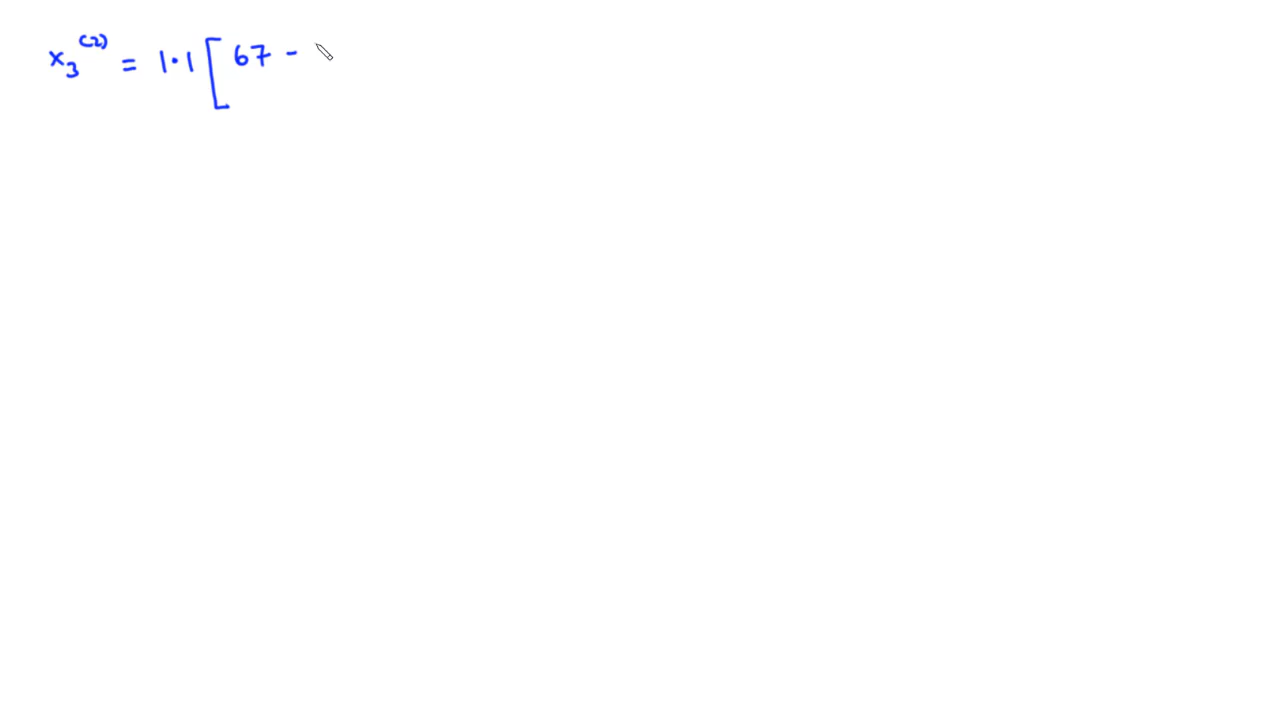 x₃⁽²⁾ = 1·1 [ 67 -